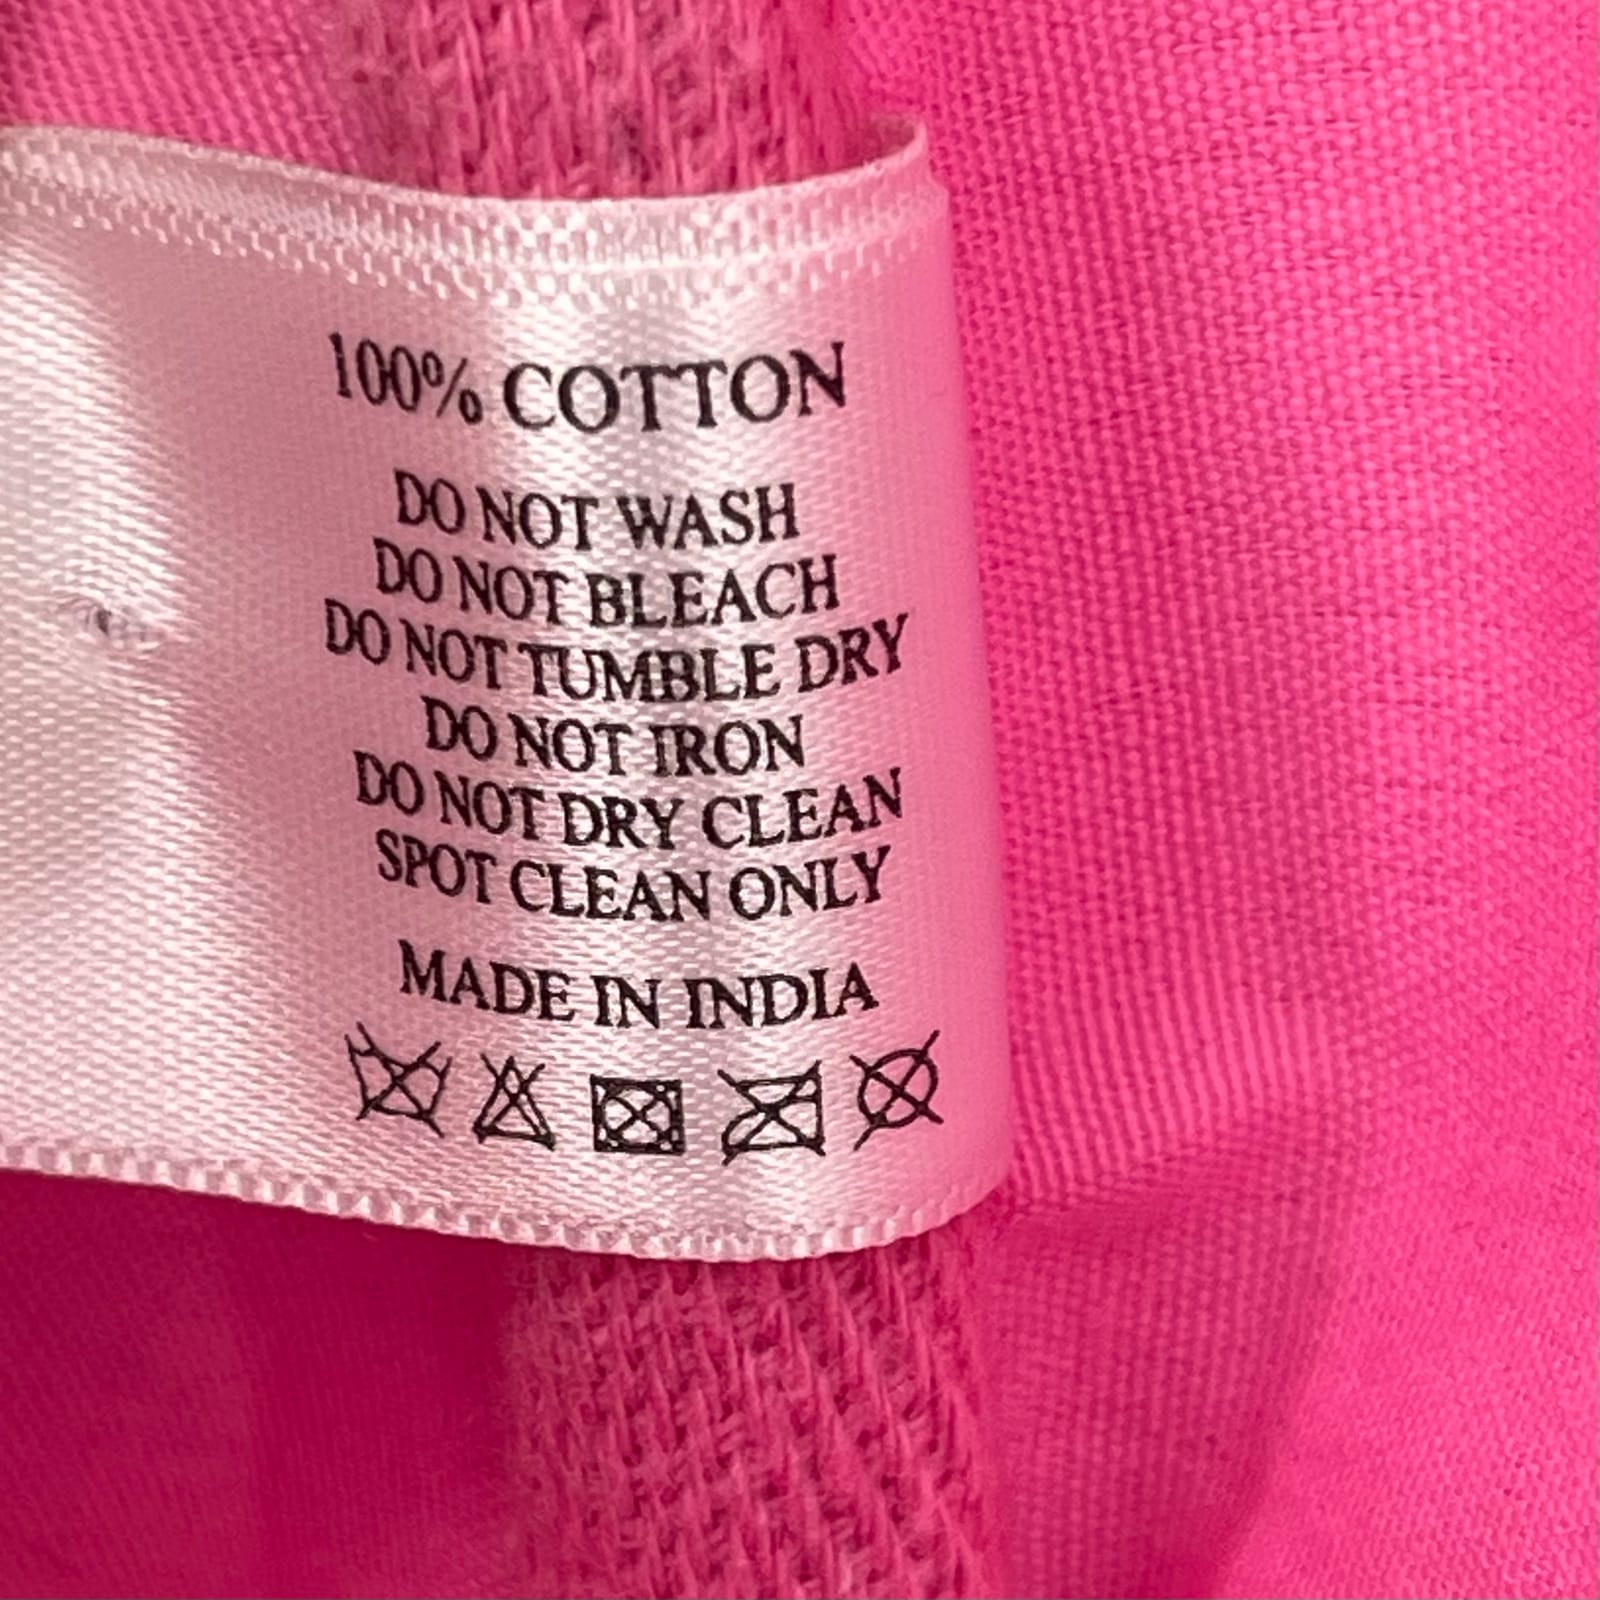 100% COTTON
DO NOT WASH
DO NOT BLEACH
DO NOT TUMBLE DRY
DO NOT IRON
DO NOT DRY CLEAN
SPOT CLEAN ONLY
MADE IN INDIA